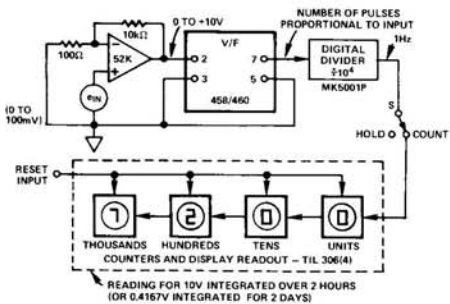 0 TO +10V
NUMBER OF PULSES
PROPORTIONAL TO INPUT
10kΩ
100Ω
52K
V/F
2
3
7
5
458/460
DIGITAL
DIVIDER
÷10⁴
MK5001P
1Hz
eIN
(0 TO
100mV)
S
HOLD
COUNT
RESET
INPUT
7
2
0
0
THOUSANDS
HUNDREDS
TENS
UNITS
COUNTERS AND DISPLAY READOUT – TIL 306(4)
READING FOR 10V INTEGRATED OVER 2 HOURS
(OR 0.4167V INTEGRATED FOR 2 DAYS)